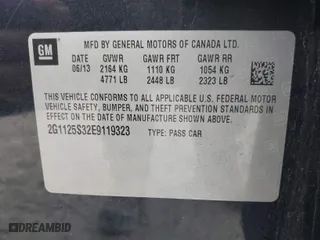 GM
MFD BY GENERAL MOTORS OF CANADA LTD.
DATE GVWR GAWR FRT GAWR RR
06/13 2164 KG 1110 KG 1054 KG
4771 LB 2448 LB 2323 LB
THIS VEHICLE CONFORMS TO ALL APPLICABLE U.S. FEDERAL MOTOR
VEHICLE SAFETY, BUMPER, AND THEFT PREVENTION STANDARDS
IN EFFECT ON THE DATE OF MANUFACTURE SHOWN ABOVE.
2G1125S32E9119323 TYPE: PASS CAR
DREAMBID